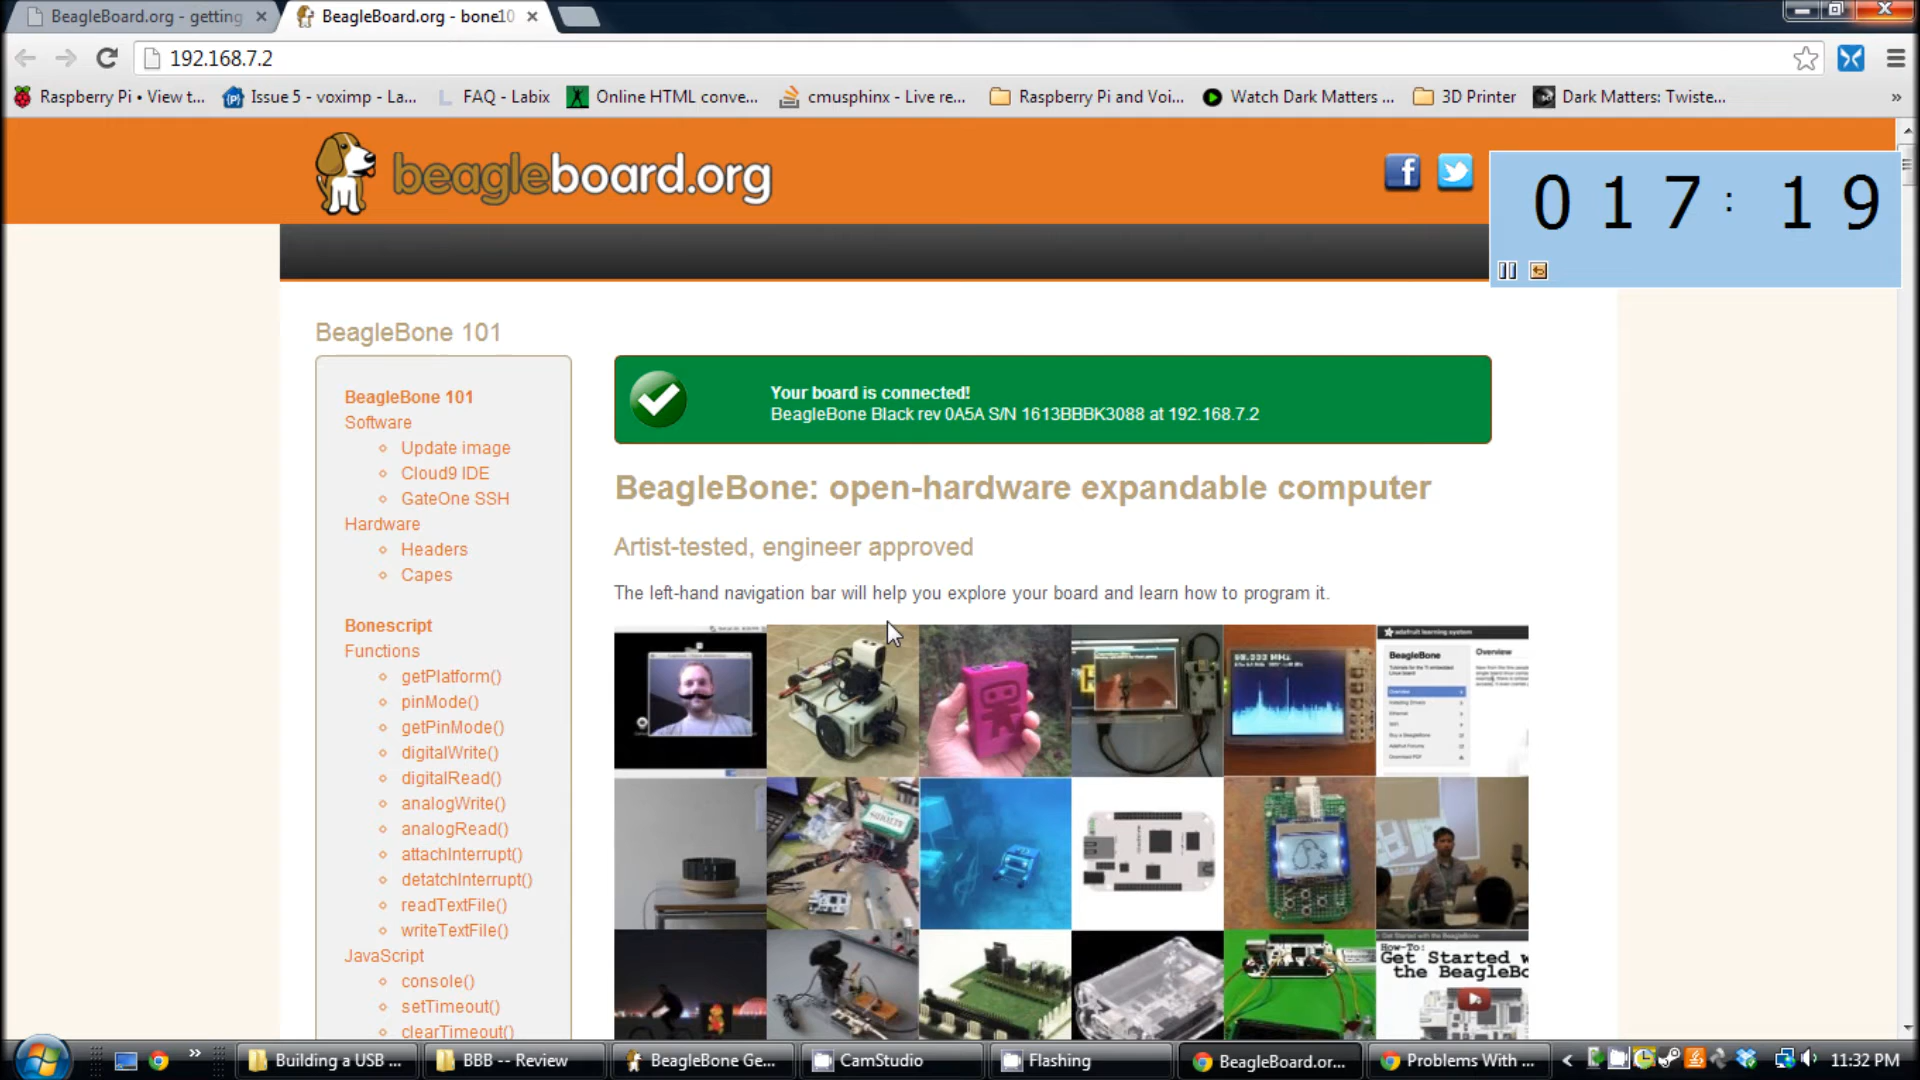 BeagleBoard.org - getting
BeagleBoard.org - bone10
192.168.7.2
Raspberry Pi • View t...
Issue 5 - voximp - La...
FAQ - Labix
Online HTML conve...
cmusphinx - Live re...
Raspberry Pi and Voi...
Watch Dark Matters ...
3D Printer
Dark Matters: Twiste...
»
beagleboard.org
017:19
BeagleBone 101
BeagleBone 101
Software
Update image
Cloud9 IDE
GateOne SSH
Hardware
Headers
Capes
Bonescript
Functions
getPlatform()
pinMode()
getPinMode()
digitalWrite()
digitalRead()
analogWrite()
analogRead()
attachInterrupt()
detatchInterrupt()
readTextFile()
writeTextFile()
JavaScript
console()
setTimeout()
clearTimeout()
Your board is connected!
BeagleBone Black rev 0A5A S/N 1613BBBK3088 at 192.168.7.2
BeagleBone: open-hardware expandable computer
Artist-tested, engineer approved
The left-hand navigation bar will help you explore your board and learn how to program it.
adafruit learning system
BeagleBone
Overview
How-To:
Get Started w
the BeagleBo
Building a USB ...
BBB -- Review
BeagleBone Ge...
CamStudio
Flashing
BeagleBoard.or...
Problems With ...
11:32 PM